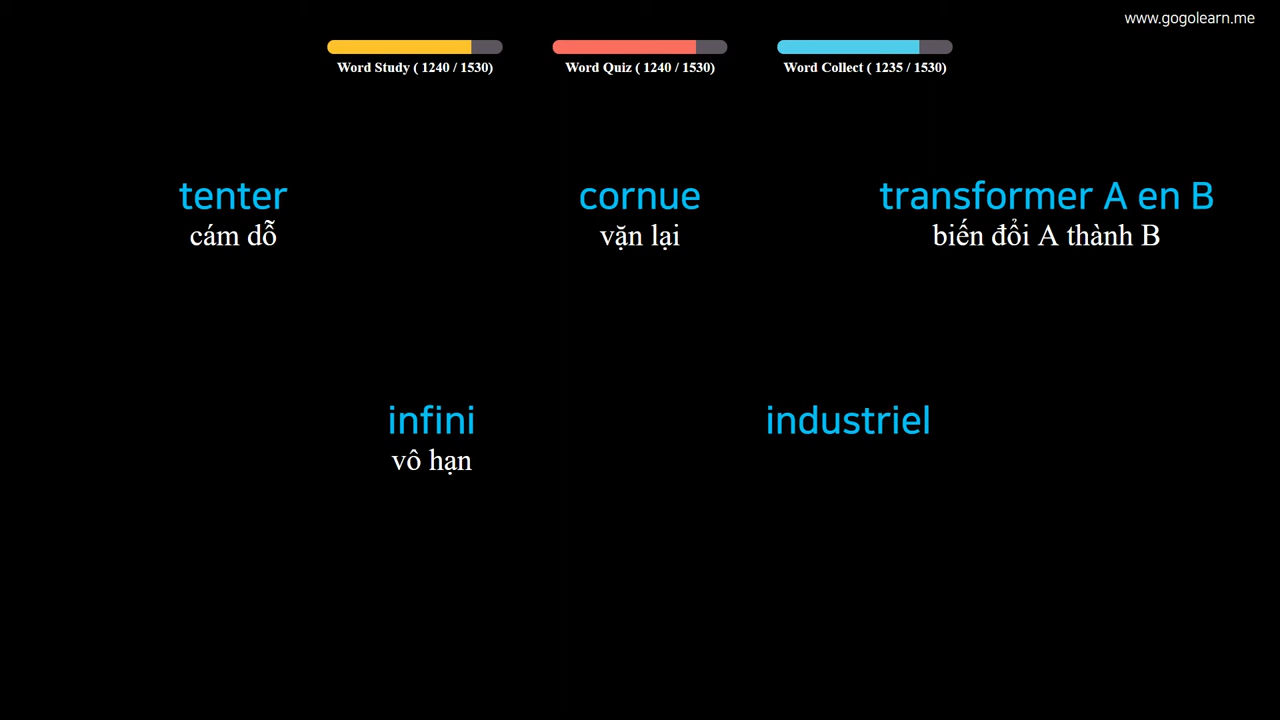 www.gogolearn.me
Word Study ( 1240 / 1530)
Word Quiz ( 1240 / 1530)
Word Collect ( 1235 / 1530)
tenter
cám dỗ
cornue
vặn lại
transformer A en B
biến đổi A thành B
infini
vô hạn
industriel